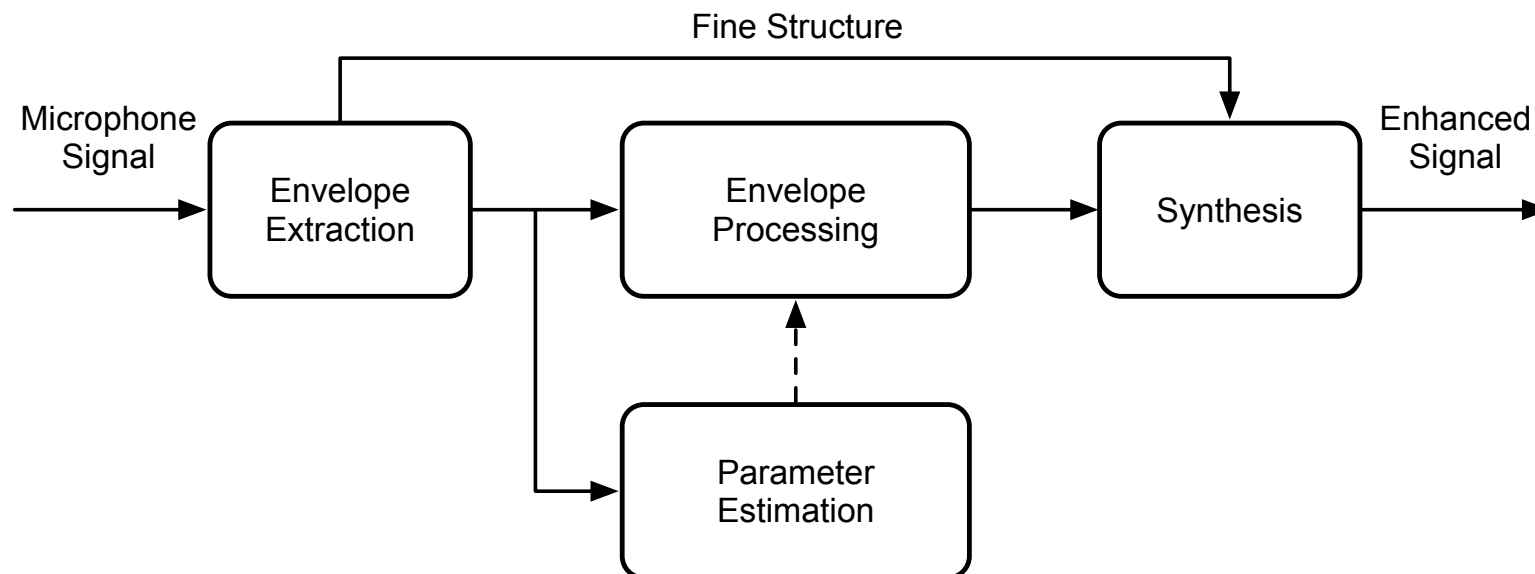 Fine Structure
Microphone
Signal
Envelope
Extraction
Envelope
Processing
Synthesis
Enhanced
Signal
Parameter
Estimation